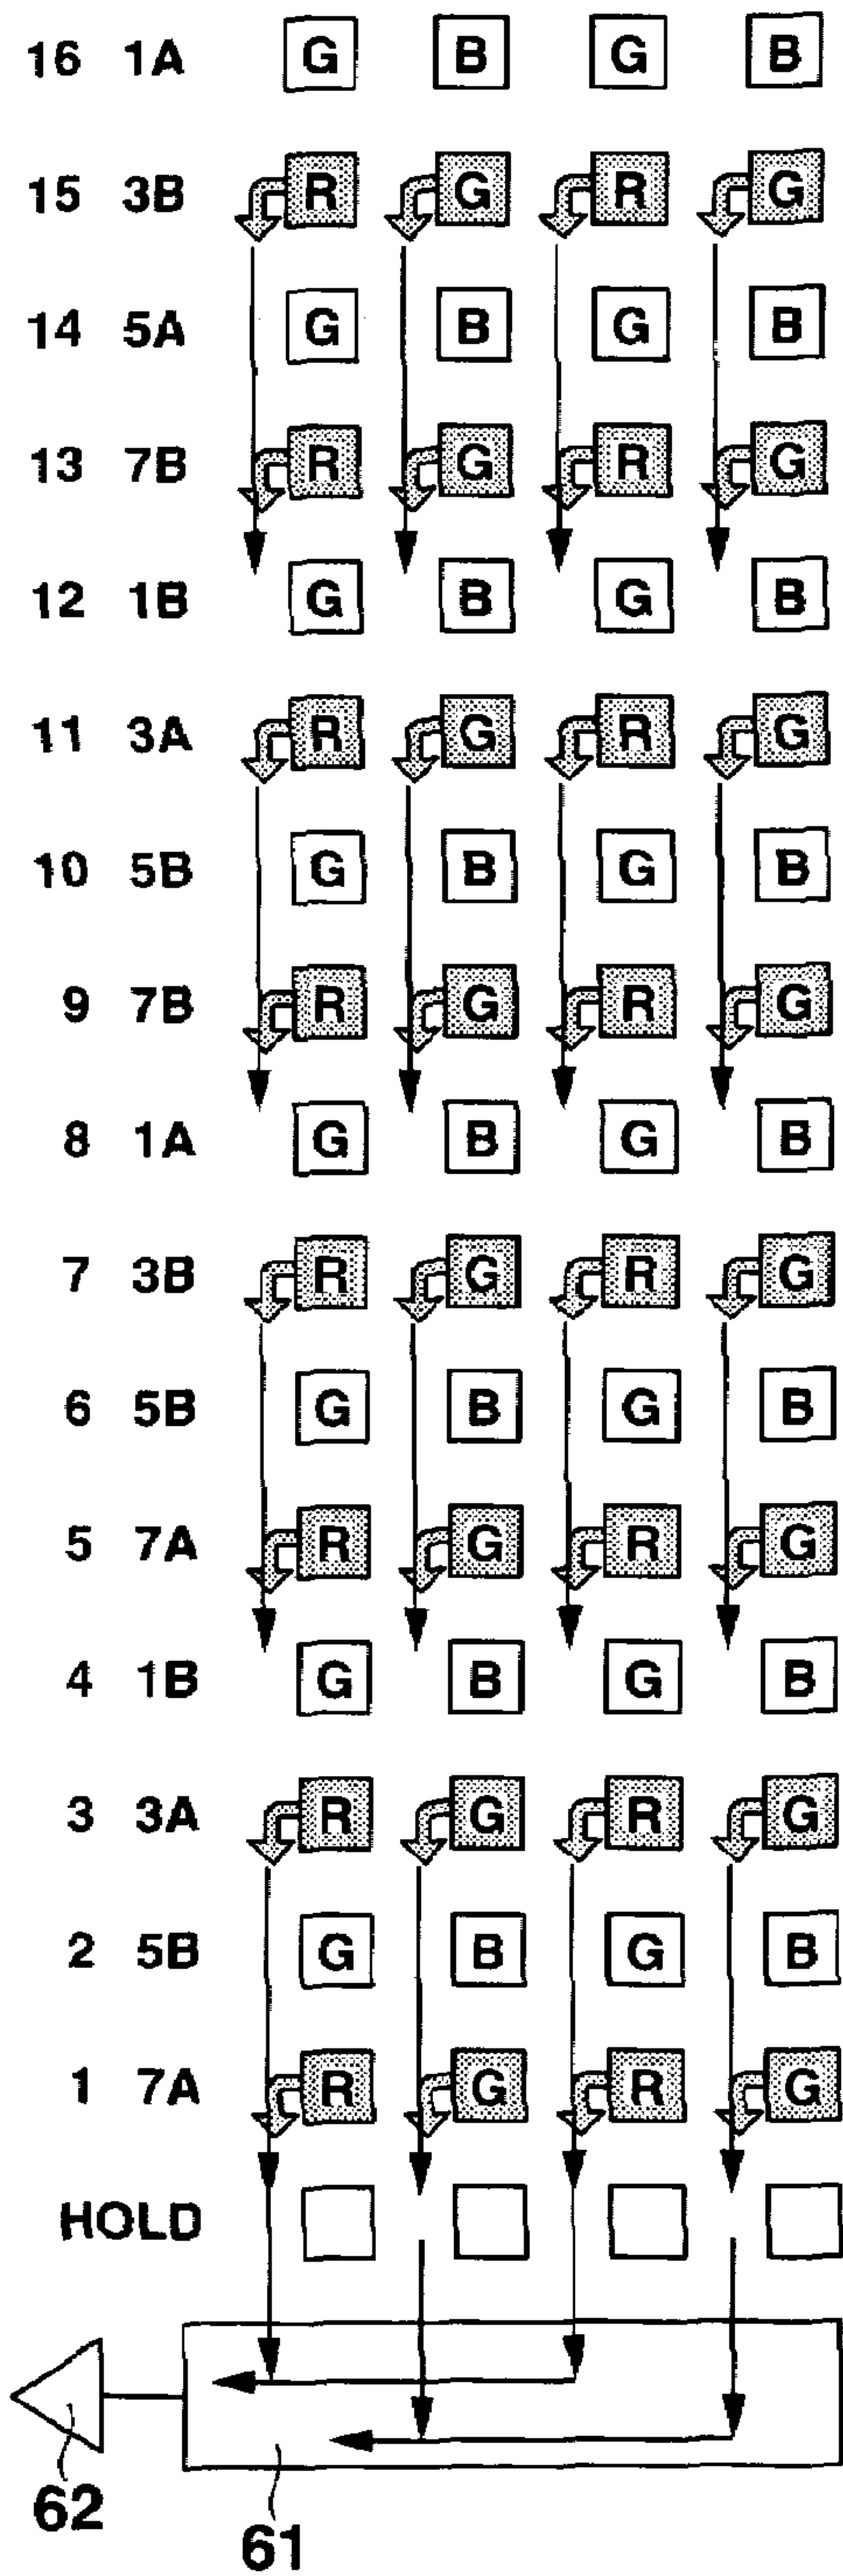 16 1A G B G B
15 3B R G R G
14 5A G B G B
13 7B R G R G
12 1B G B G B
11 3A R G R G
10 5B G B G B
9 7B R G R G
8 1A G B G B
7 3B R G R G
6 5B G B G B
5 7A R G R G
4 1B G B G B
3 3A R G R G
2 5B G B G B
1 7A R G R G
HOLD
62
61